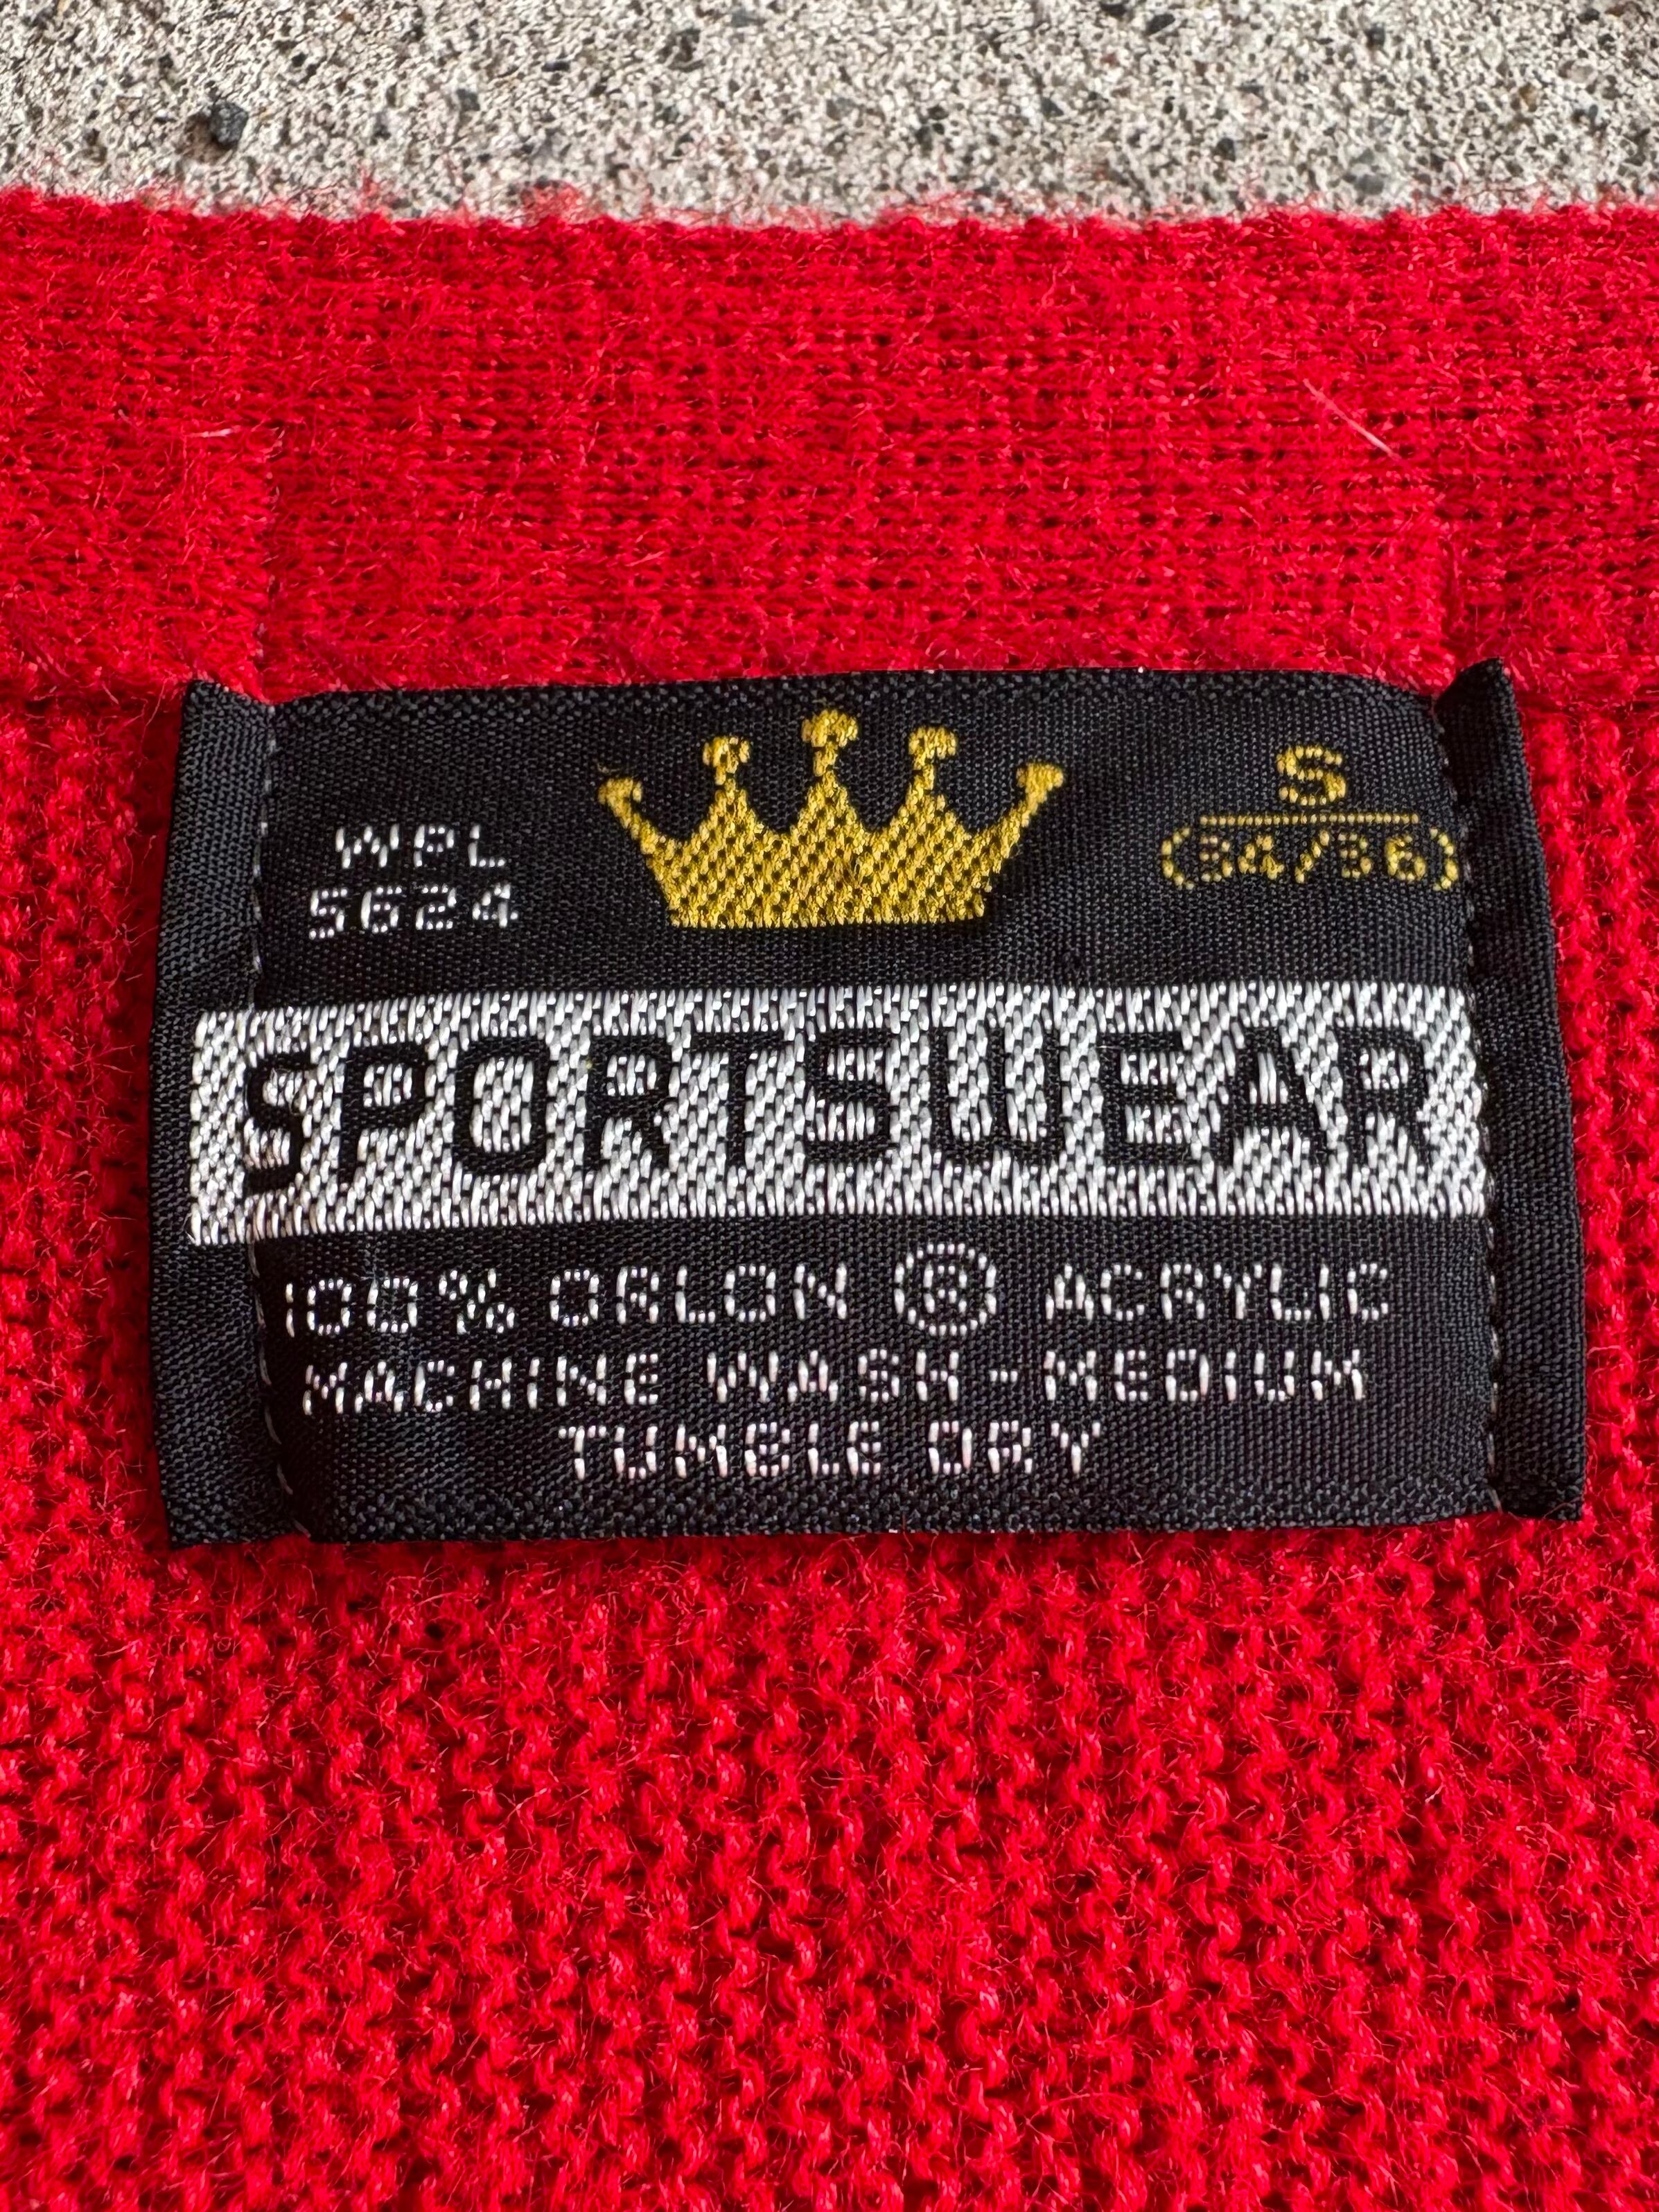 WPL
5624
S
(34/36)
SPORTSWEAR
100% ORLON ® ACRYLIC
MACHINE WASH-MEDIUM
TUMBLE DRY